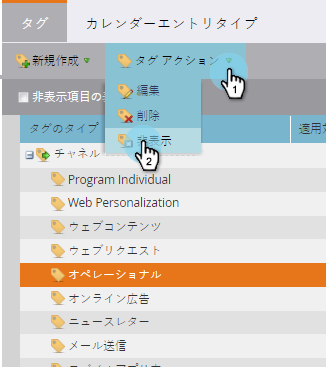 タグ カレンダーエントリタイプ
新規作成 タグ アクション
1
編集
非表示項目の
削除
非表示
2
タグのタイプ 適用
チャネル
Program Individual
Web Personalization
ウェブコンテンツ
ウェブリクエスト
オペレーショナル
オンライン広告
ニュースレター
メール送信